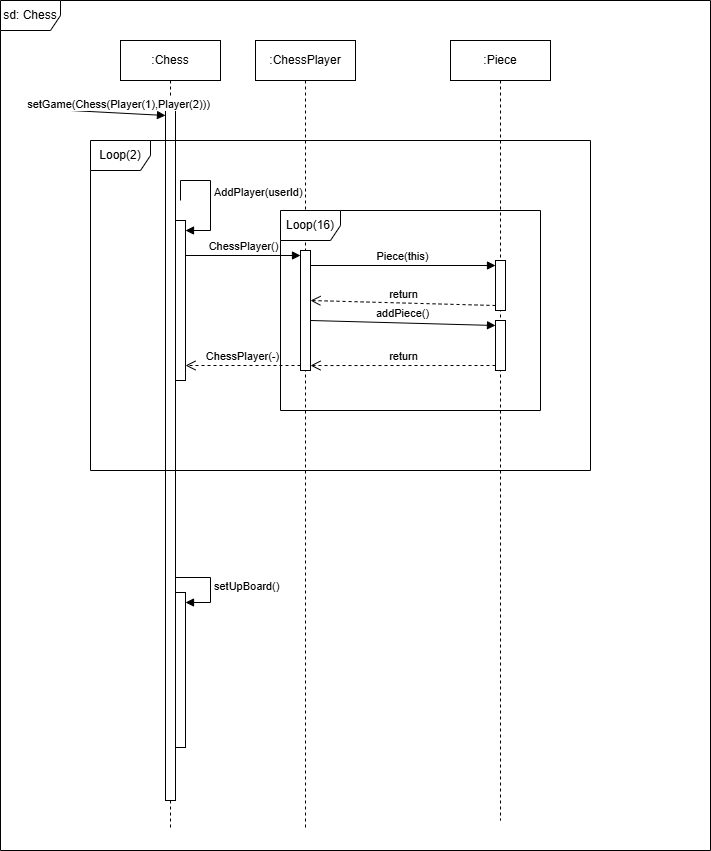 sd: Chess
:Chess
:ChessPlayer
:Piece
setGame(Chess(Player(1),Player(2)))
Loop(2)
AddPlayer(userId)
Loop(16)
ChessPlayer()
Piece(this)
return
addPiece()
ChessPlayer(-)
return
setUpBoard()